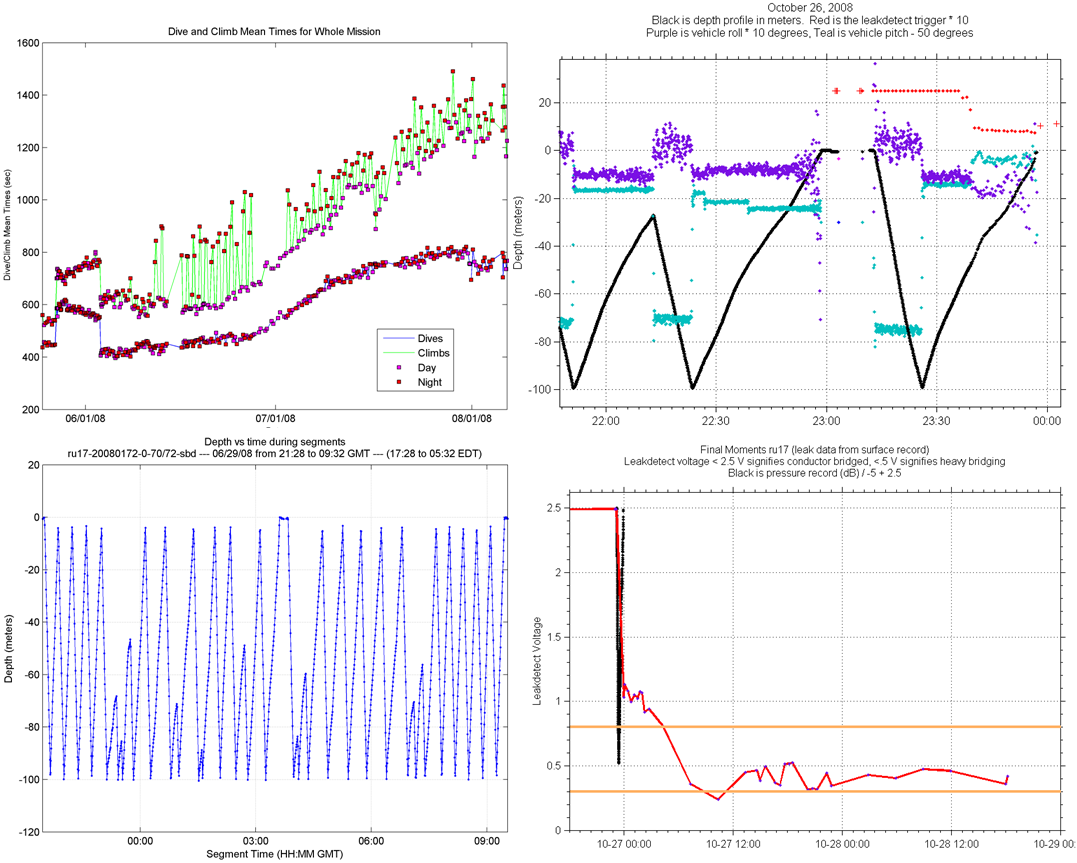 Dive and Climb Mean Times for Whole Mission
1600
1400
1200
1000
800
600
400
200
Dive/Climb Mean Times (sec)
06/01/08
07/01/08
08/01/08
Dives
Climbs
Day
Night
October 26, 2008
Black is depth profile in meters. Red is the leakdetect trigger * 10
Purple is vehicle roll * 10 degrees, Teal is vehicle pitch - 50 degrees
20
0
-20
-40
-60
-80
-100
Depth (meters)
22:00
22:30
23:00
23:30
00:00
Depth vs time during segments
ru17-20080172-0-70/72-sbd --- 06/29/08 from 21:28 to 09:32 GMT --- (17:28 to 05:32 EDT)
20
0
-20
-40
-60
-80
-100
-120
Depth (meters)
00:00
03:00
06:00
09:00
Segment Time (HH:MM GMT)
Final Moments ru17 (leak data from surface record)
Leakdetect voltage < 2.5 V signifies conductor bridged, <.5 V signifies heavy bridging
Black is pressure record (dB) / -5 + 2.5
2.5
2
1.5
1
0.5
0
Leakdetect Voltage
10-27 00:00
10-27 12:00
10-28 00:00
10-28 12:00
10-29 00: